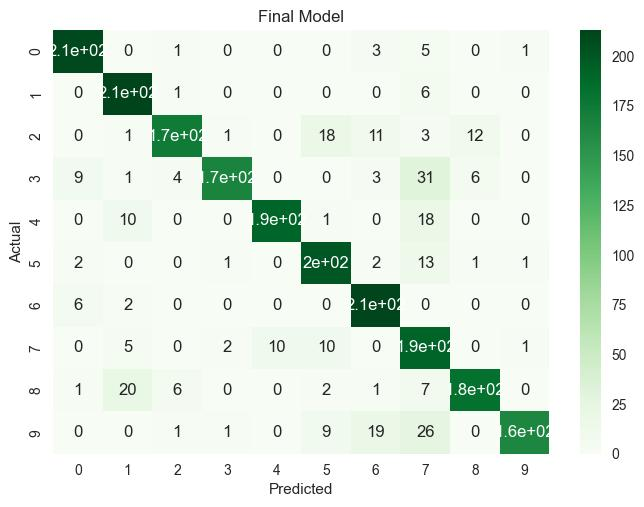 Final Model
0 2.1e+02 0 1 0 0 0 3 5 0 1
1 0 2.1e+02 1 0 0 0 0 6 0 0
2 0 1 1.7e+02 1 0 18 11 3 12 0
3 9 1 4 1.7e+02 0 0 3 31 6 0
4 0 10 0 0 1.9e+02 1 0 18 0 0
5 2 0 0 1 0 2e+02 2 13 1 1
6 6 2 0 0 0 0 2.1e+02 0 0 0
7 0 5 0 2 10 10 0 1.9e+02 0 1
8 1 20 6 0 0 2 1 7 1.8e+02 0
9 0 0 1 1 0 9 19 26 0 1.6e+02
0 1 2 3 4 5 6 7 8 9
Predicted
Actual
200
175
150
125
100
75
50
25
0